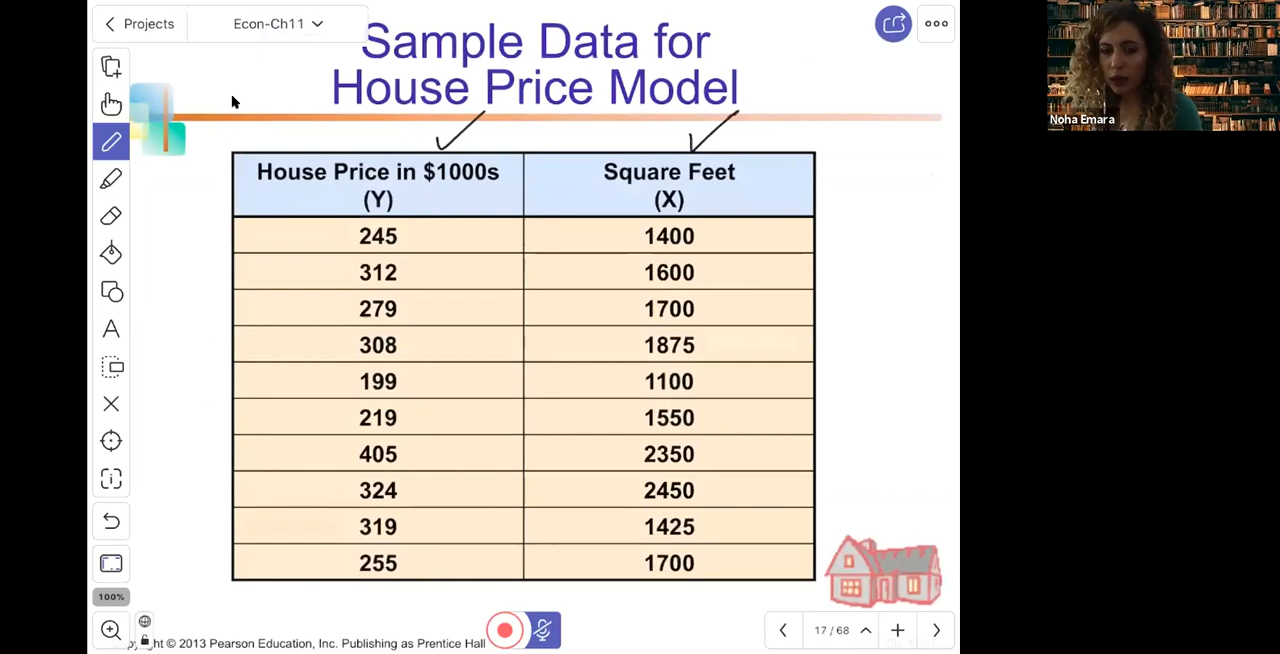 Projects
Econ-Ch11
Sample Data for
House Price Model
Noha Emara
House Price in $1000s
(Y)
Square Feet
(X)
245 1400
312 1600
279 1700
308 1875
199 1100
219 1550
405 2350
324 2450
319 1425
255 1700
100%
ht © 2013 Pearson Education, Inc. Publishing as Prentice Hall
17 / 68